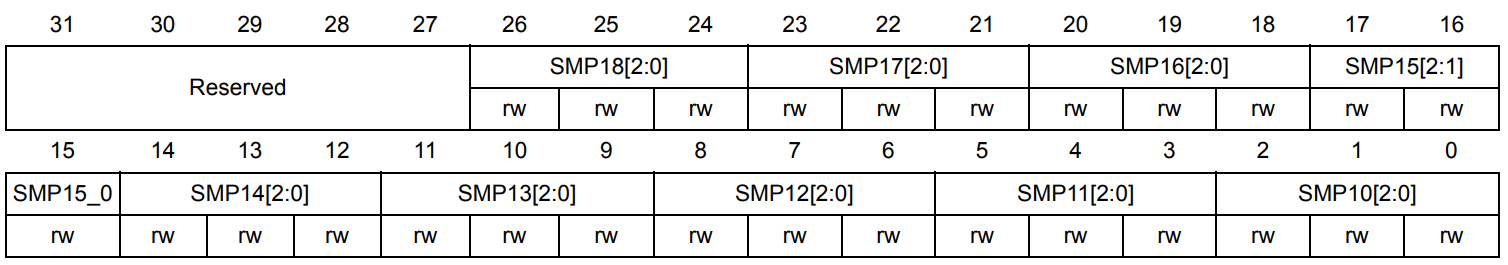 31 30 29 28 27 26 25 24 23 22 21 20 19 18 17 16
Reserved SMP18[2:0] SMP17[2:0] SMP16[2:0] SMP15[2:1]
rw rw rw rw rw rw rw rw rw rw rw
15 14 13 12 11 10 9 8 7 6 5 4 3 2 1 0
SMP15_0 SMP14[2:0] SMP13[2:0] SMP12[2:0] SMP11[2:0] SMP10[2:0]
rw rw rw rw rw rw rw rw rw rw rw rw rw rw rw rw